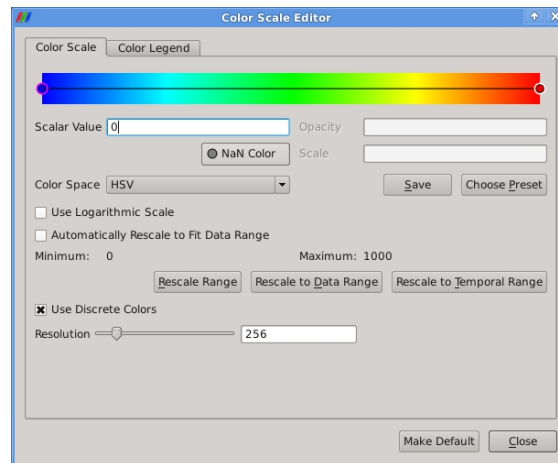 Color Scale Editor
Color Scale Color Legend
Scalar Value 0 Opacity
NaN Color Scale
Color Space HSV Save Choose Preset
Use Logarithmic Scale
Automatically Rescale to Fit Data Range
Minimum: 0 Maximum: 1000
Rescale Range Rescale to Data Range Rescale to Temporal Range
Use Discrete Colors
Resolution 256
Make Default Close